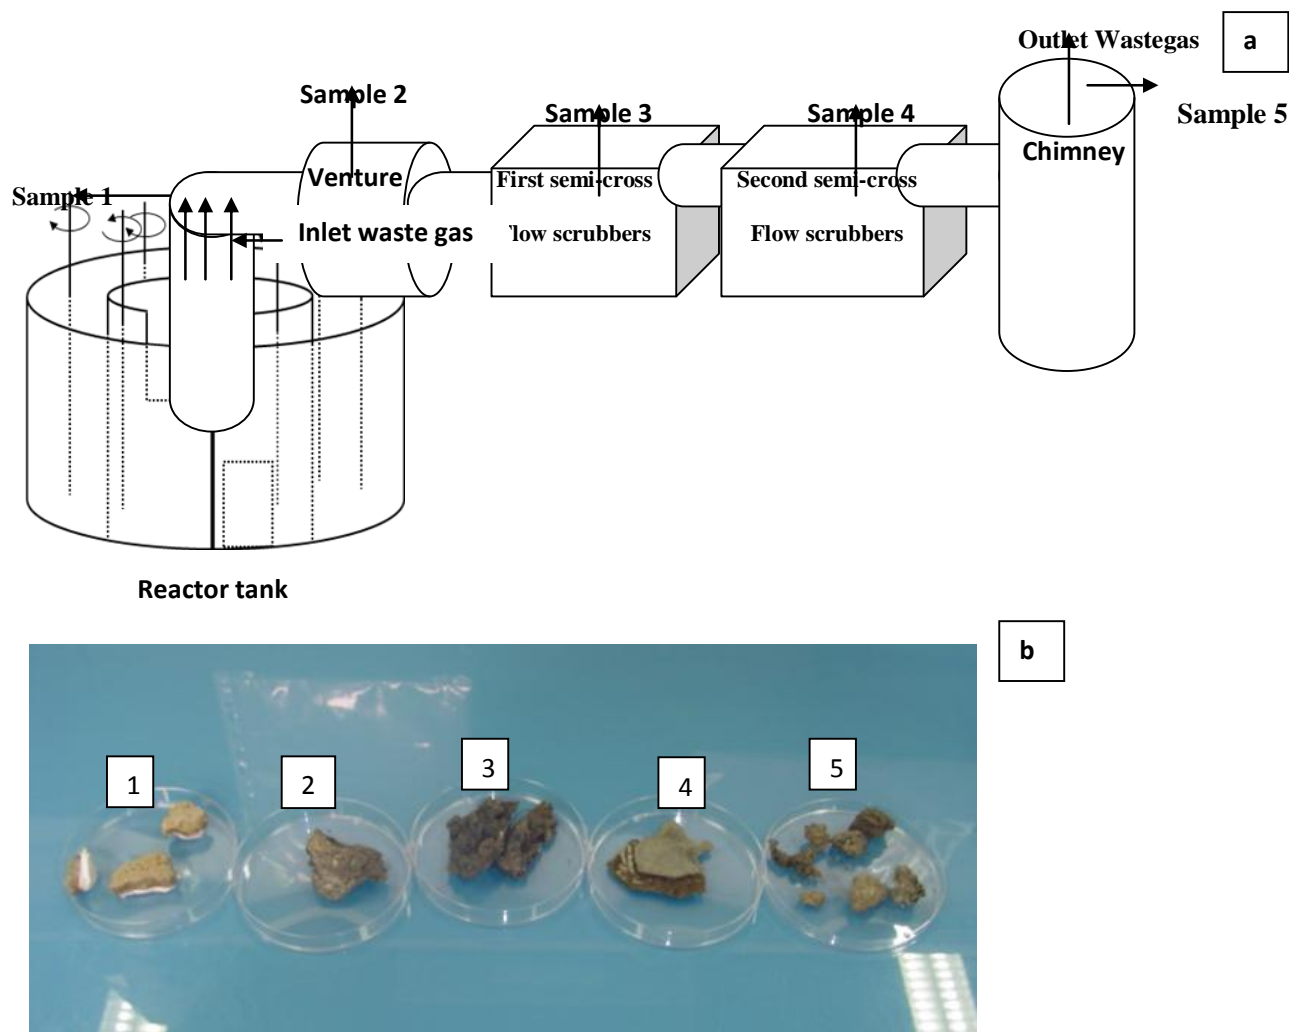 Outlet Wastegas
a
Sample 2
Sample 3
Sample 4
Sample 5
Chimney
Venture
First semi-cross
Second semi-cross
Sample 1
Inlet waste gas
low scrubbers
Flow scrubbers
Reactor tank
b
1
2
3
4
5